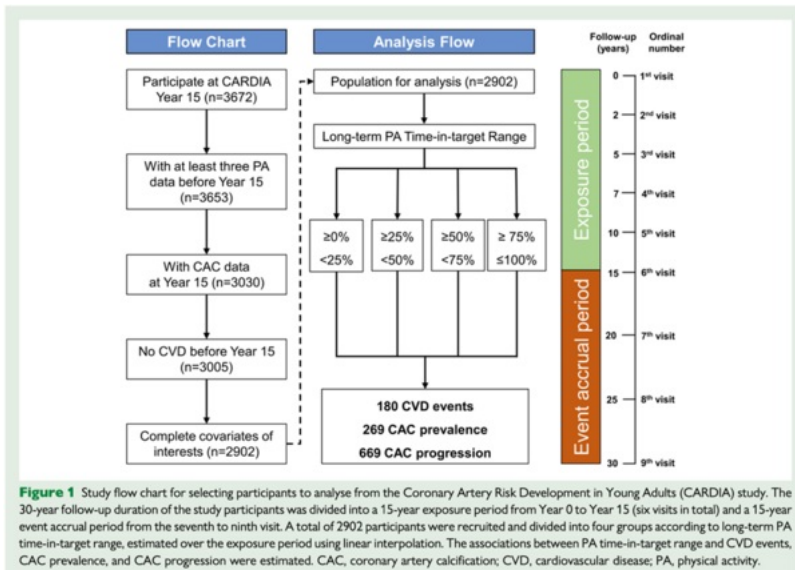 Flow Chart
Participate at CARDIA
Year 15 (n=3672)
With at least three PA
data before Year 15
(n=3653)
With CAC data
at Year 15 (n=3030)
No CVD before Year 15
(n=3005)
Complete covariates of
interests (n=2902)
Analysis Flow
Population for analysis (n=2902)
Long-term PA Time-in-target Range
≥0%
<25%
≥25%
<50%
≥50%
<75%
≥ 75%
≤100%
180 CVD events
269 CAC prevalence
669 CAC progression
Exposure period
Event accrual period
Follow-up Ordinal
(years) number
0 1st visit
2 2nd visit
5 3rd visit
7 4th visit
10 5th visit
15 6th visit
20 7th visit
25 8th visit
30 9th visit
Figure 1 Study flow chart for selecting participants to analyse from the Coronary Artery Risk Development in Young Adults (CARDIA) study. The
30-year follow-up duration of the study participants was divided into a 15-year exposure period from Year 0 to Year 15 (six visits in total) and a 15-year
event accrual period from the seventh to ninth visit. A total of 2902 participants were recruited and divided into four groups according to long-term PA
time-in-target range, estimated over the exposure period using linear interpolation. The associations between PA time-in-target range and CVD events,
CAC prevalence, and CAC progression were estimated. CAC, coronary artery calcification; CVD, cardiovascular disease; PA, physical activity.